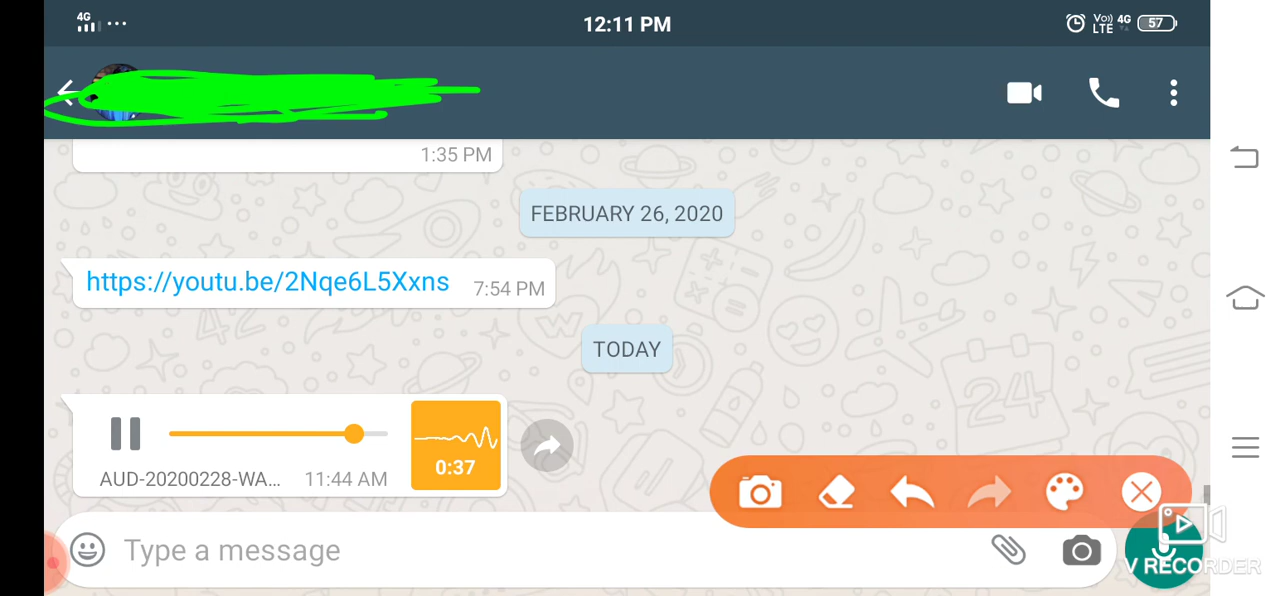 4G
12:11 PM
Vo) LTE 4G 57
1:35 PM
FEBRUARY 26, 2020
https://youtu.be/2Nqe6L5Xxns 7:54 PM
TODAY
0:37
AUD-20200228-WA... 11:44 AM
Type a message
V RECORDER